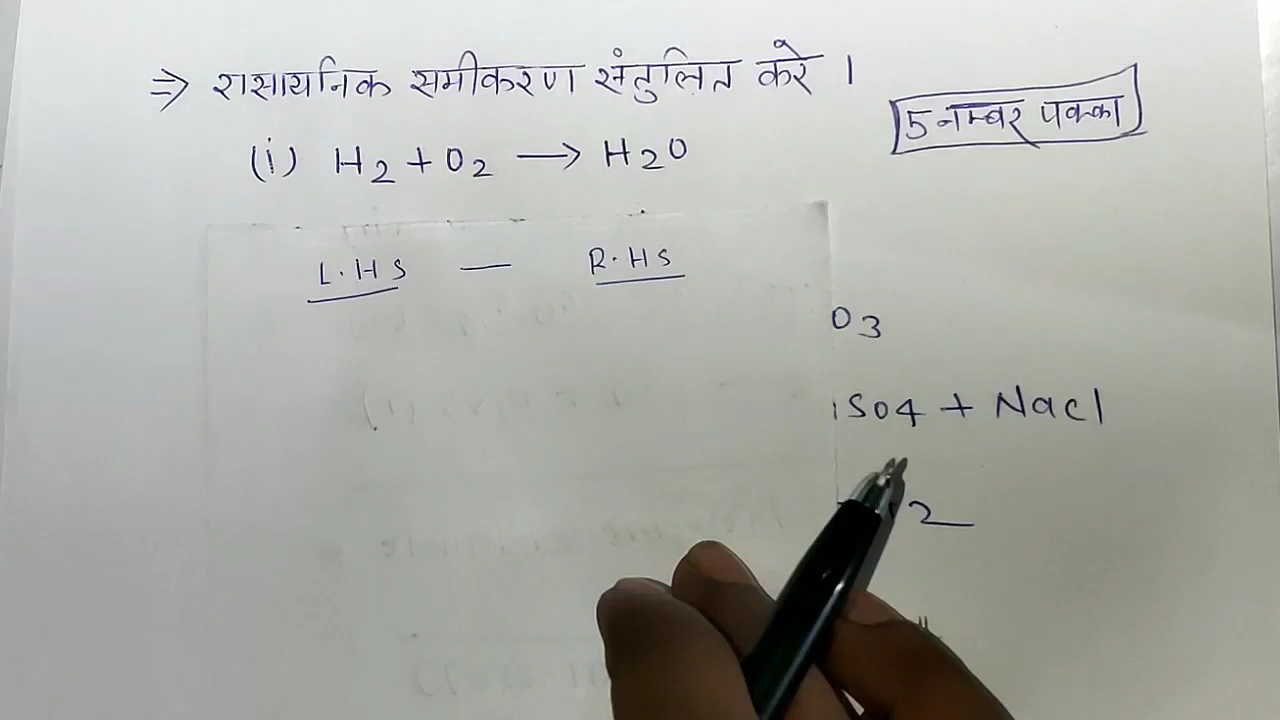 ⇒ रासायनिक समीकरण संतुलित करे ।
5 नम्बर पक्का
(i) H2 + O2 → H2O
L.HS — R.HS
O3
SO4 + NaCl
2